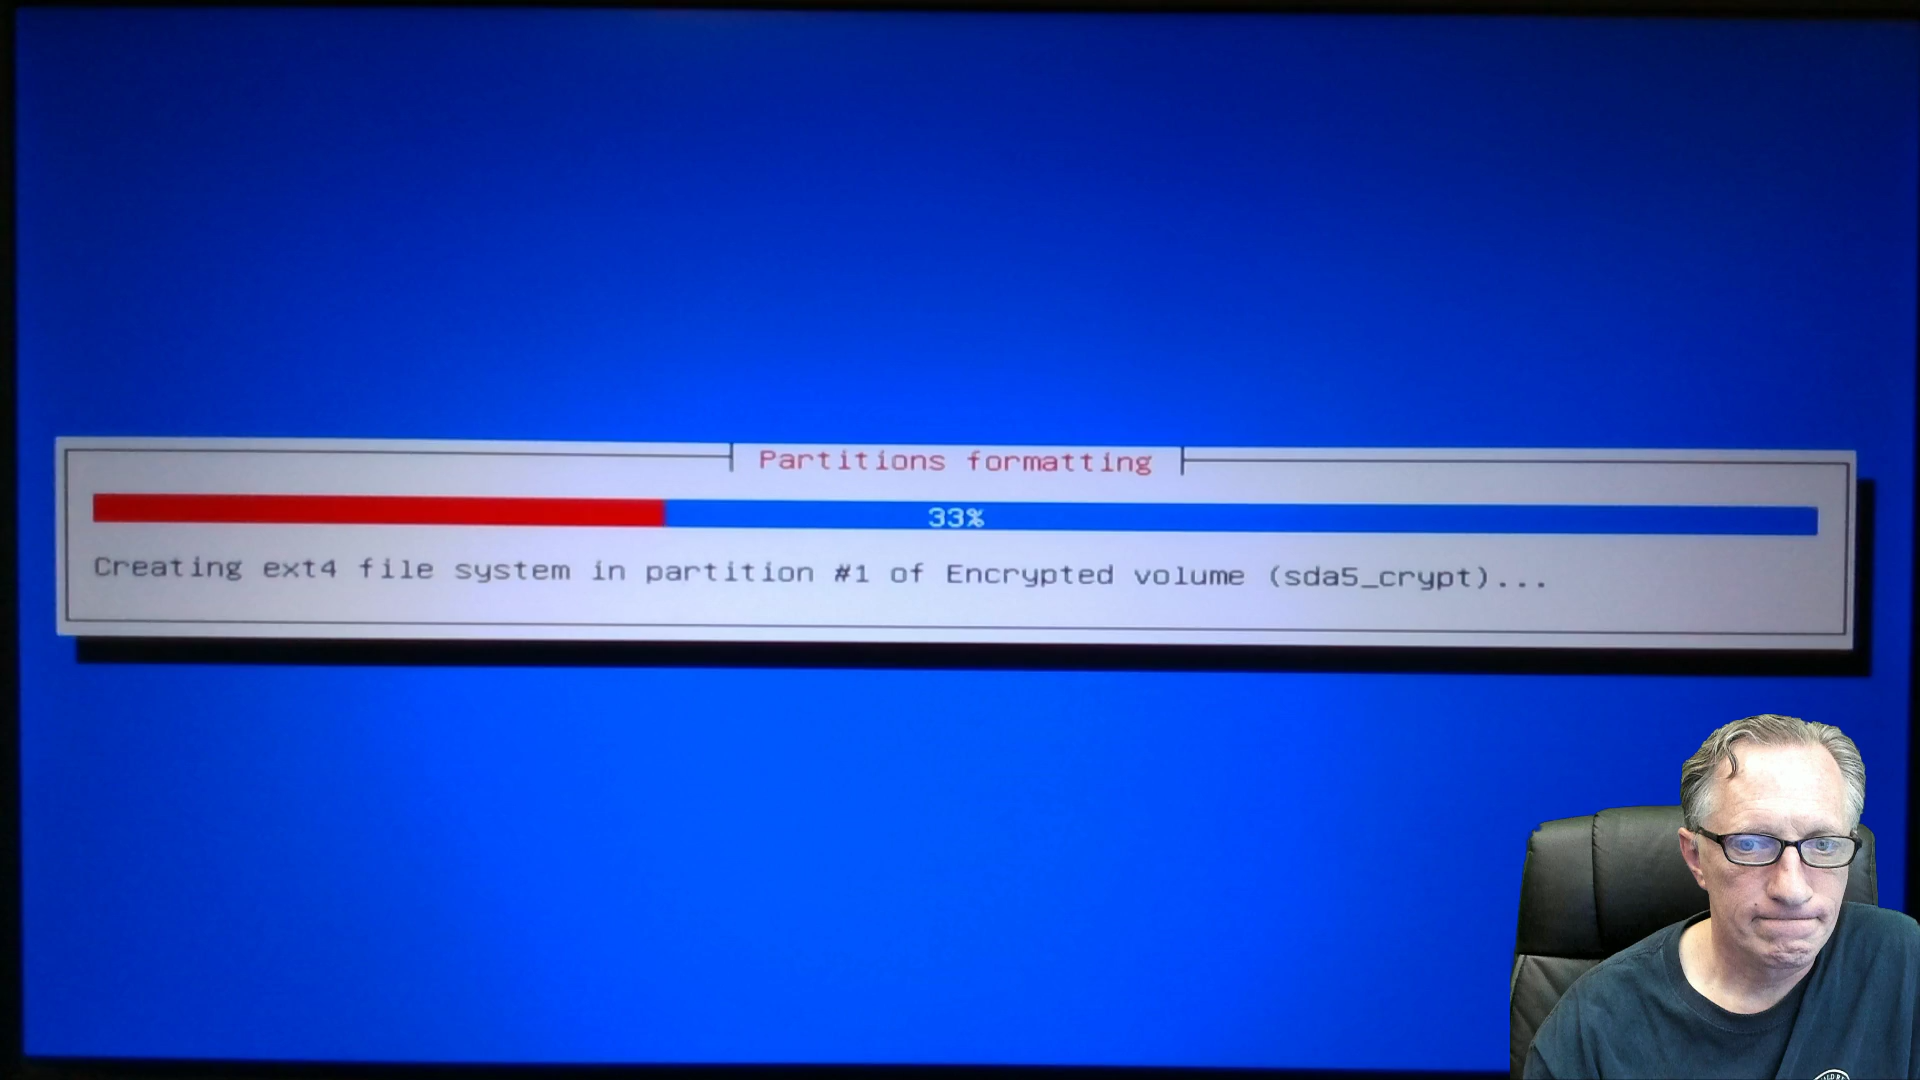 Partitions formatting
33%
Creating ext4 file system in partition #1 of Encrypted volume (sda5_crypt)...